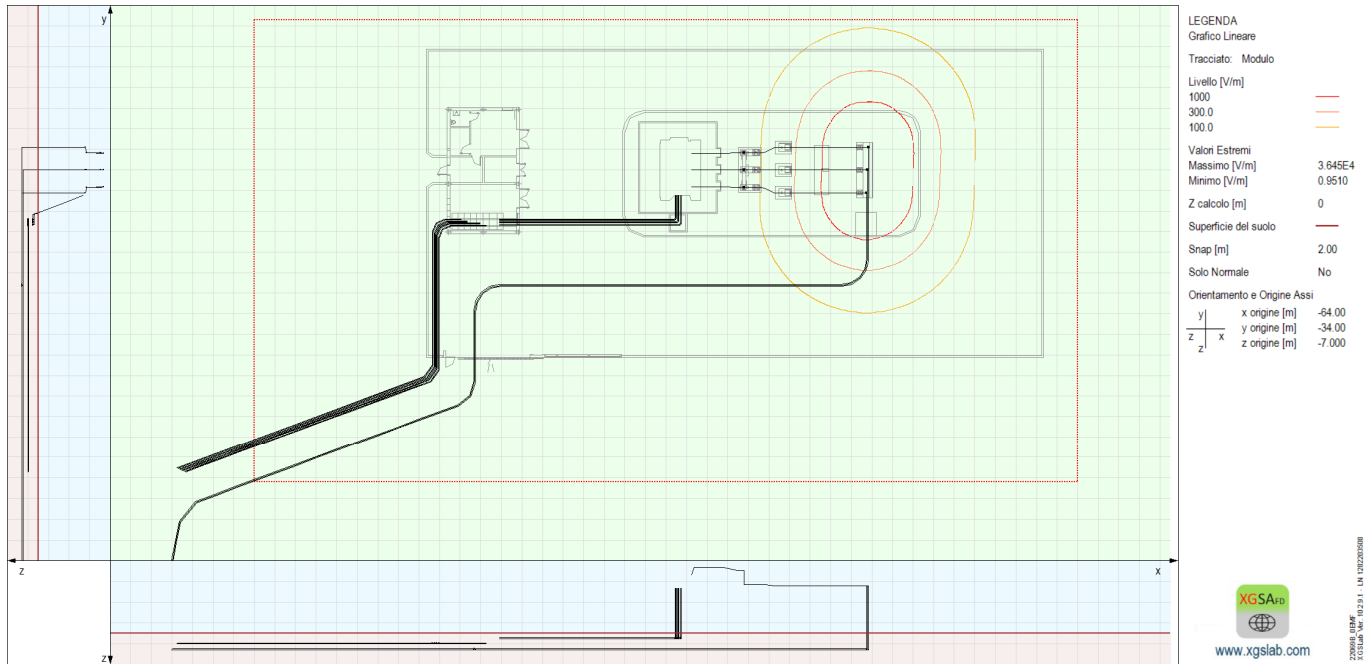 y
z
x
z
LEGENDA
Grafico Lineare
Tracciato: Modulo
Livello [V/m]
1000
300.0
100.0
Valori Estremi
Massimo [V/m] 3.645E4
Minimo [V/m] 0.9510
Z calcolo [m] 0
Superficie del suolo
Snap [m] 2.00
Solo Normale No
Orientamento e Origine Assi
y
z x
z
x origine [m] -64.00
y origine [m] -34.00
z origine [m] -7.000
XGSAFD
www.xgslab.com